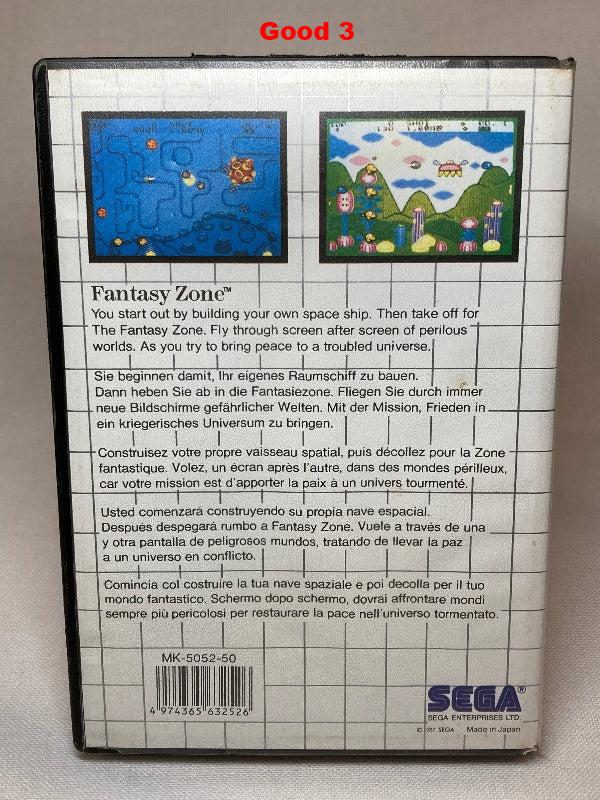 Good 3
Fantasy Zone™
You start out by building your own space ship. Then take off for
The Fantasy Zone. Fly through screen after screen of perilous
worlds. As you try to bring peace to a troubled universe.
Sie beginnen damit, Ihr eigenes Raumschiff zu bauen.
Dann heben Sie ab in die Fantasiezone. Fliegen Sie durch immer
neue Bildschirme gefährlicher Welten. Mit der Mission, Frieden in
ein kriegerisches Universum zu bringen.
Construisez votre propre vaisseau spatial, puis décollez pour la Zone
fantastique. Volez, un écran après l'autre, dans des mondes périlleux,
car votre mission est d'apporter la paix à un univers tourmenté.
Usted comenzará construyendo su propia nave espacial.
Después despegará rumbo a Fantasy Zone. Vuele a través de una
y otra pantalla de peligrosos mundos, tratando de llevar la paz
a un universo en conflicto.
Comincia col costruire la tua nave spaziale e poi decolla per il tuo
mondo fantastico. Schermo dopo schermo, dovrai affrontare mondi
sempre più pericolosi per restaurare la pace nell'universo tormentato.
MK-5052-50
4 974365 632526
SEGA®
SEGA ENTERPRISES LTD.
© 1987 SEGA Made in Japan